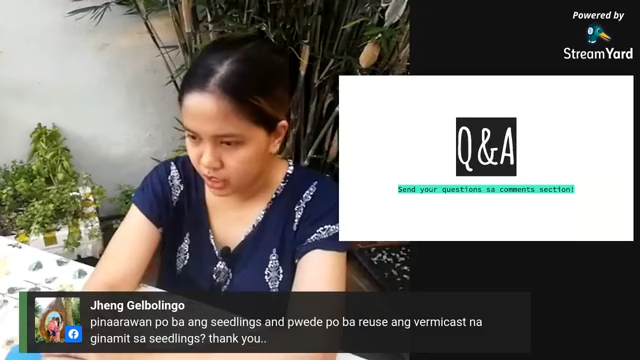 Powered by
StreamYard
Q&A
Send your questions sa comments section!
Jheng Gelbolingo
pinaarawan po ba ang seedlings and pwede po ba reuse ang vermicast na
ginamit sa seedlings? thank you..